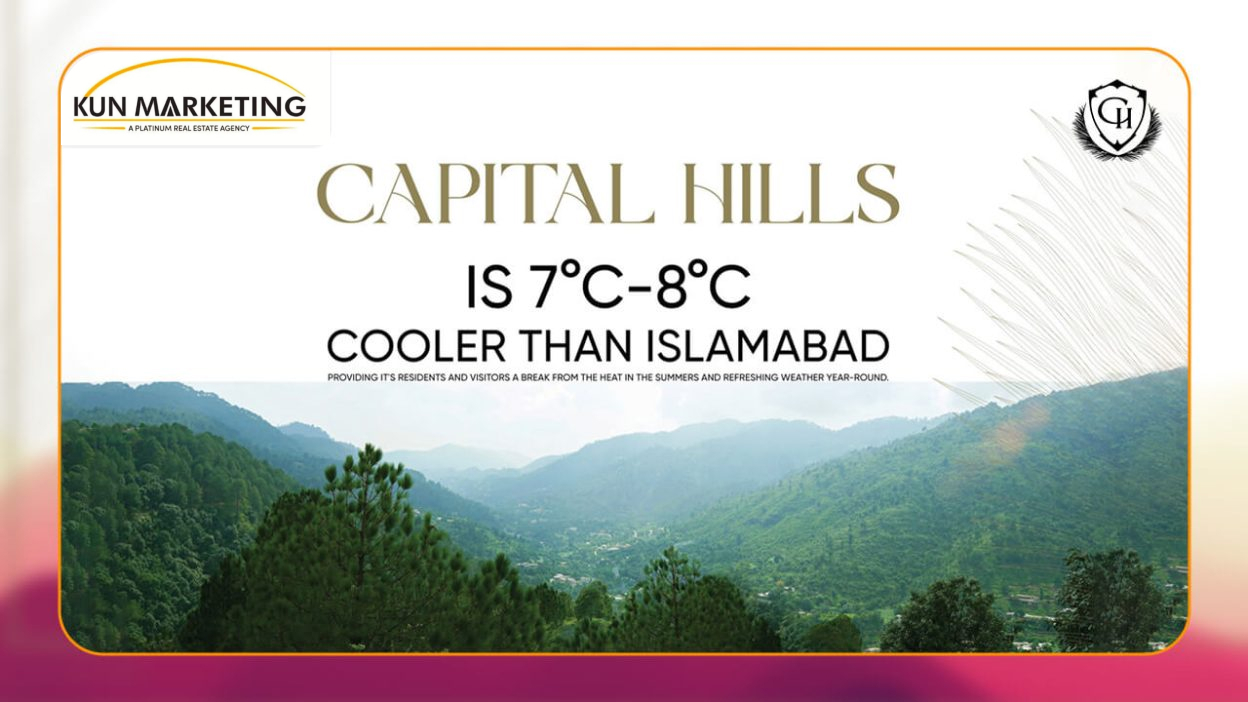 KUN MARKETING
A PLATINUM REAL ESTATE AGENCY
CH
CAPITAL HILLS
IS 7°C-8°C
COOLER THAN ISLAMABAD
PROVIDING IT'S RESIDENTS AND VISITORS A BREAK FROM THE HEAT IN THE SUMMERS AND REFRESHING WEATHER YEAR-ROUND.